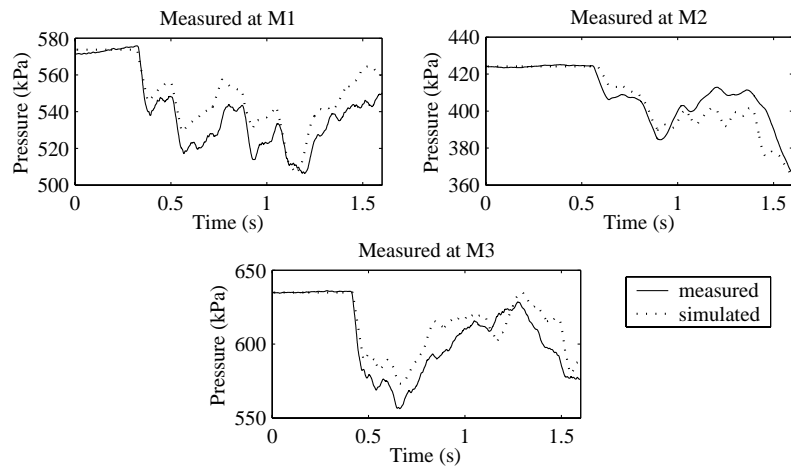 Measured at M1
580
560
540
520
500
0
0.5
1
1.5
Pressure (kPa)
Time (s)
Measured at M2
440
420
400
380
360
0
0.5
1
1.5
Pressure (kPa)
Time (s)
Measured at M3
650
600
550
0
0.5
1
1.5
Pressure (kPa)
Time (s)
measured
simulated